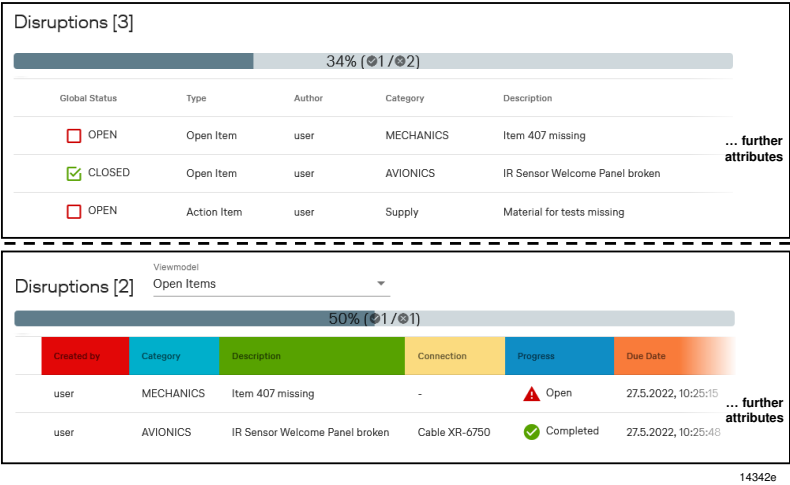 Disruptions [3]
34% (1/2)
Global Status Type Author Category Description
OPEN Open Item user MECHANICS Item 407 missing
CLOSED Open Item user AVIONICS IR Sensor Welcome Panel broken
OPEN Action Item user Supply Material for tests missing
... further
attributes
Viewmodel
Disruptions [2] Open Items
50% (1/1)
Created by Category Description Connection Progress Due Date
user MECHANICS Item 407 missing - Open 27.5.2022, 10:25:15
user AVIONICS IR Sensor Welcome Panel broken Cable XR-6750 Completed 27.5.2022, 10:25:48
... further
attributes
14342e